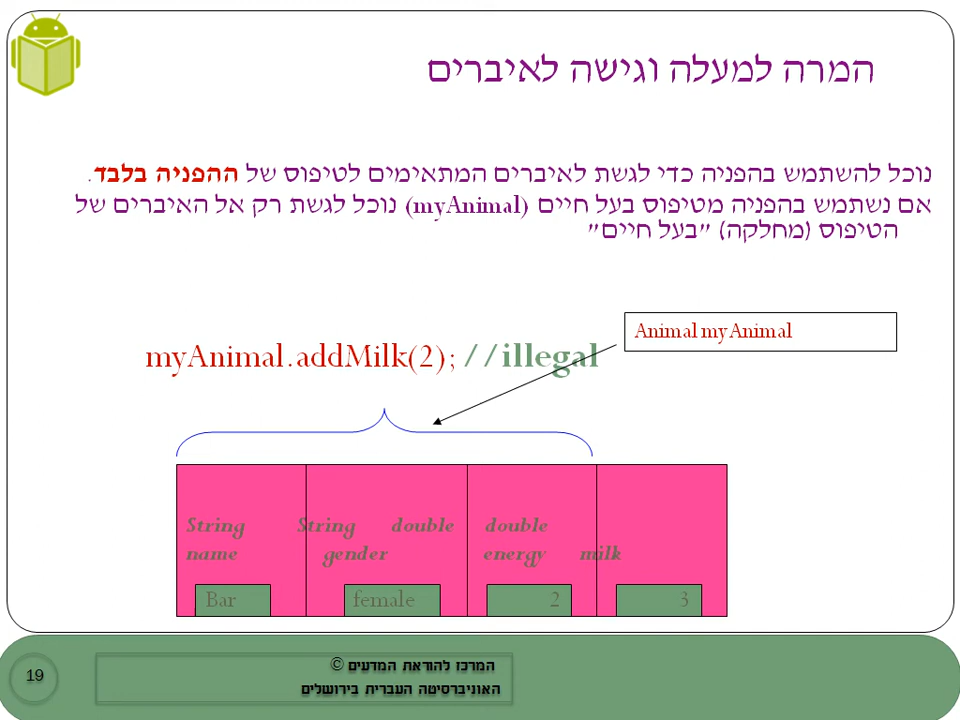 המרה למעלה וגישה לאיברים
נוכל להשתמש בהפניה כדי לגשת לאיברים המתאימים לטיפוס של ההפניה בלבד.
אם נשתמש בהפניה מטיפוס בעל חיים (myAnimal) נוכל לגשת רק אל האיברים של
הטיפוס (מחלקה) "בעל חיים"
Animal myAnimal
myAnimal.addMilk(2); //illegal
String String double double
name gender energy milk
Bar female 2 3
המרכז להוראת המדעים ©
האוניברסיטה העברית בירושלים
19